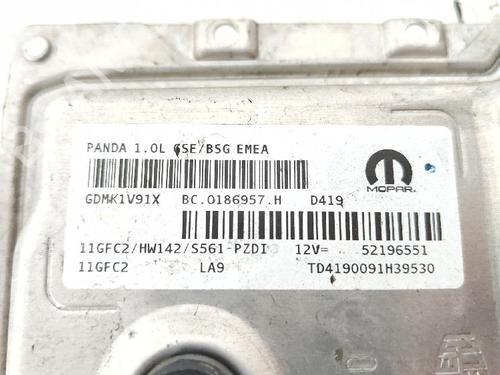 PANDA 1.0L GSE/BSG EMEA
GDMK1V91X BC.0186957.H D419
MOPAR
11GFC2/HW142/S561-PZDI 12V= 52196551
11GFC2 LA9 TD4190091H39530